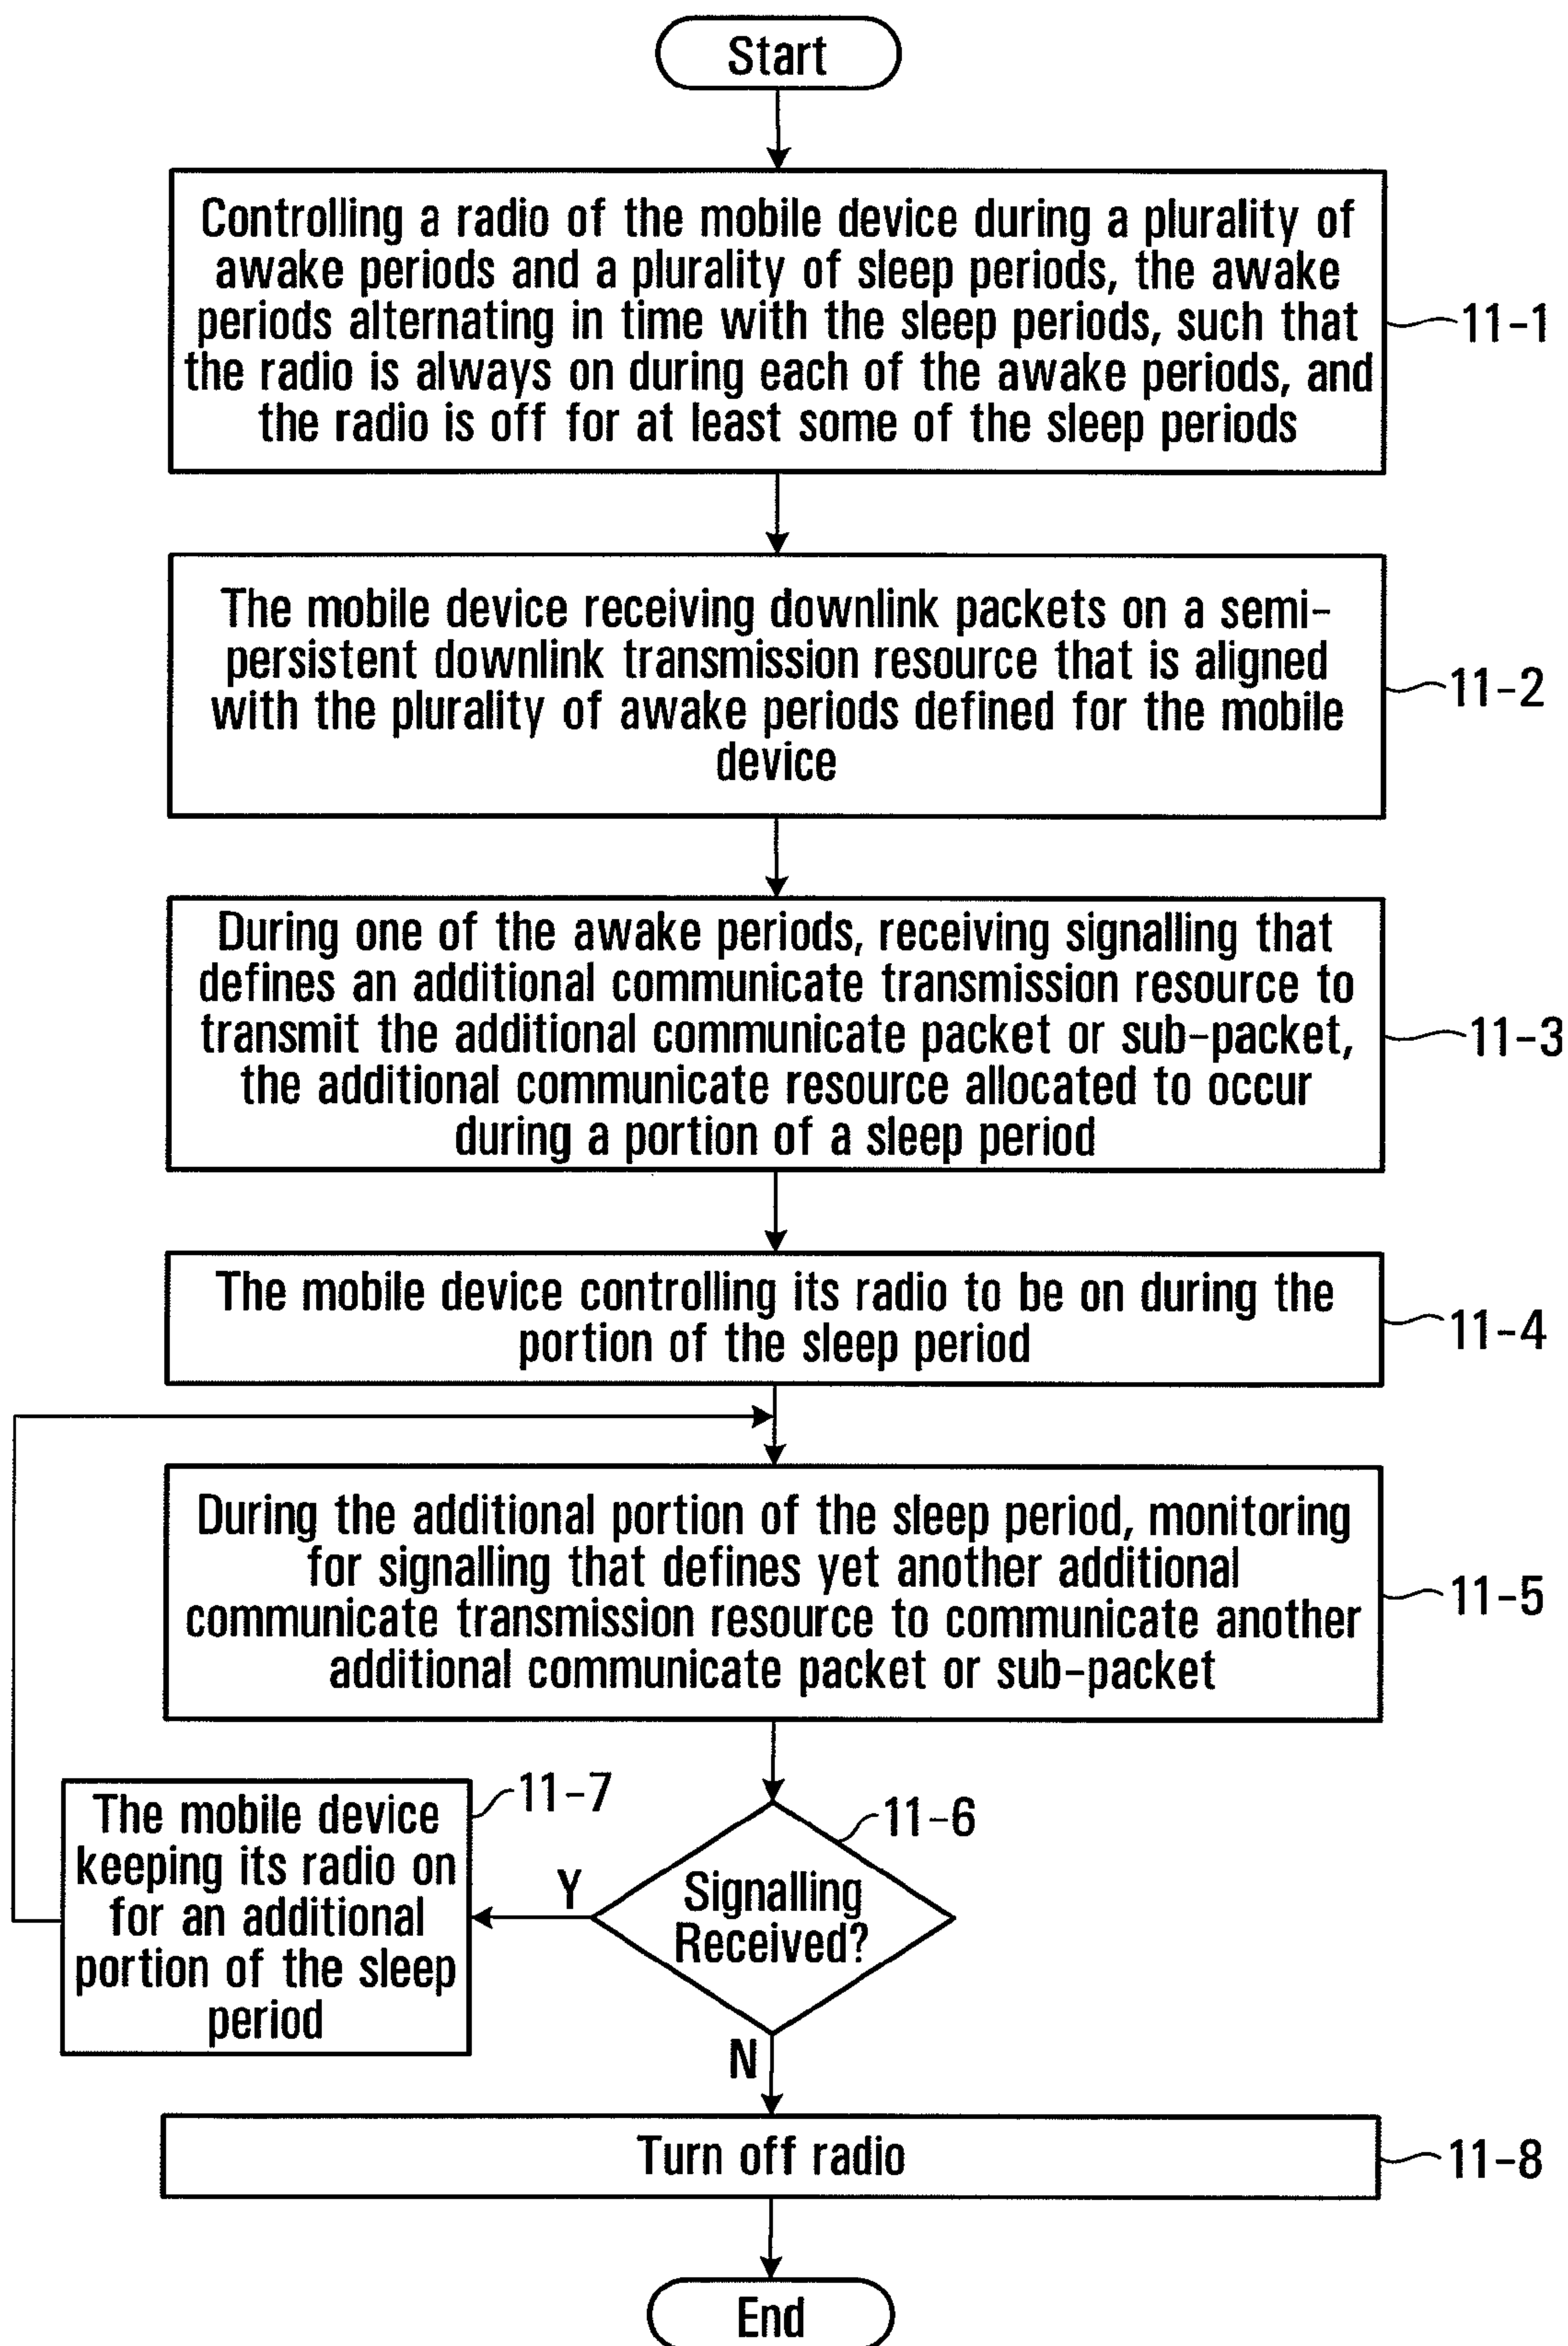 Start
Controlling a radio of the mobile device during a plurality of
awake periods and a plurality of sleep periods, the awake
periods alternating in time with the sleep periods, such that
the radio is always on during each of the awake periods, and
the radio is off for at least some of the sleep periods
11-1
The mobile device receiving downlink packets on a semi-
persistent downlink transmission resource that is aligned
with the plurality of awake periods defined for the mobile
device
11-2
During one of the awake periods, receiving signalling that
defines an additional communicate transmission resource to
transmit the additional communicate packet or sub-packet,
the additional communicate resource allocated to occur
during a portion of a sleep period
11-3
The mobile device controlling its radio to be on during the
portion of the sleep period
11-4
During the additional portion of the sleep period, monitoring
for signalling that defines yet another additional
communicate transmission resource to communicate another
additional communicate packet or sub-packet
11-5
11-7
The mobile device
keeping its radio on
for an additional
portion of the sleep
period
Y
11-6
Signalling
Received?
N
Turn off radio
11-8
End